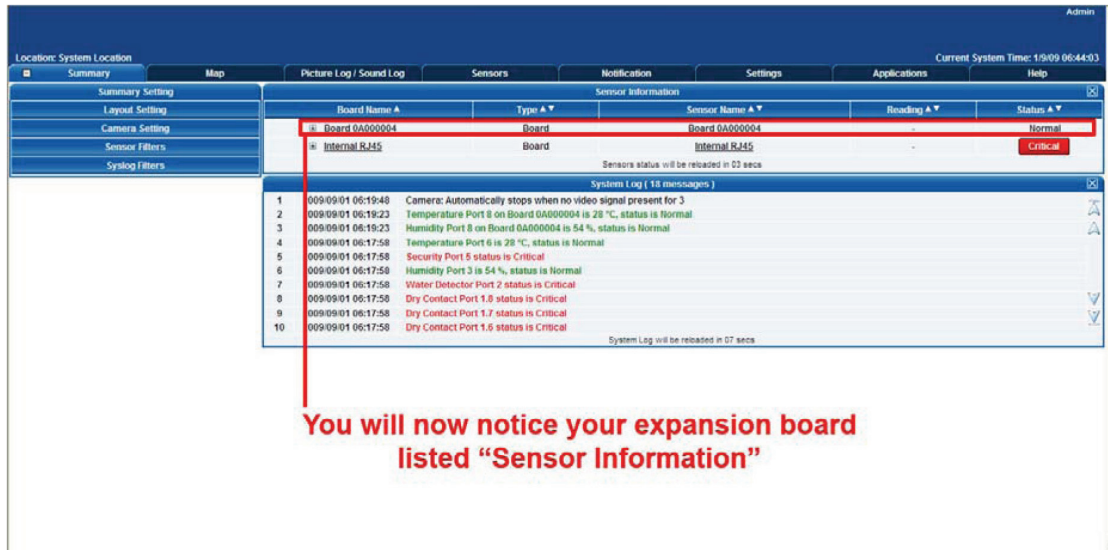 Admin
Location: System Location Current System Time: 1/9/09 06:44:03
Summary Map Picture Log / Sound Log Sensors Notification Settings Applications Help
Summary Setting
Layout Setting
Camera Setting
Sensor Filters
Syslog Filters
Sensor Information
Board Name Type Sensor Name Reading Status
Board 0A000004 Board Board 0A000004 - Normal
Internal RJ45 Board Internal RJ45 - Critical
Sensors status will be reloaded in 03 secs
System Log ( 18 messages )
1 009/09/01 06:19:48 Camera: Automatically stops when no video signal present for 3
2 009/09/01 06:19:23 Temperature Port 8 on Board 0A000004 is 28 °C, status is Normal
3 009/09/01 06:19:23 Humidity Port 8 on Board 0A000004 is 54 %, status is Normal
4 009/09/01 06:17:58 Temperature Port 6 is 28 °C, status is Normal
5 009/09/01 06:17:58 Security Port 5 status is Critical
6 009/09/01 06:17:58 Humidity Port 3 is 54 %, status is Normal
7 009/09/01 06:17:58 Water Detector Port 2 status is Critical
8 009/09/01 06:17:58 Dry Contact Port 1.8 status is Critical
9 009/09/01 06:17:58 Dry Contact Port 1.7 status is Critical
10 009/09/01 06:17:58 Dry Contact Port 1.6 status is Critical
System Log will be reloaded in 07 secs
You will now notice your expansion board
listed “Sensor Information”